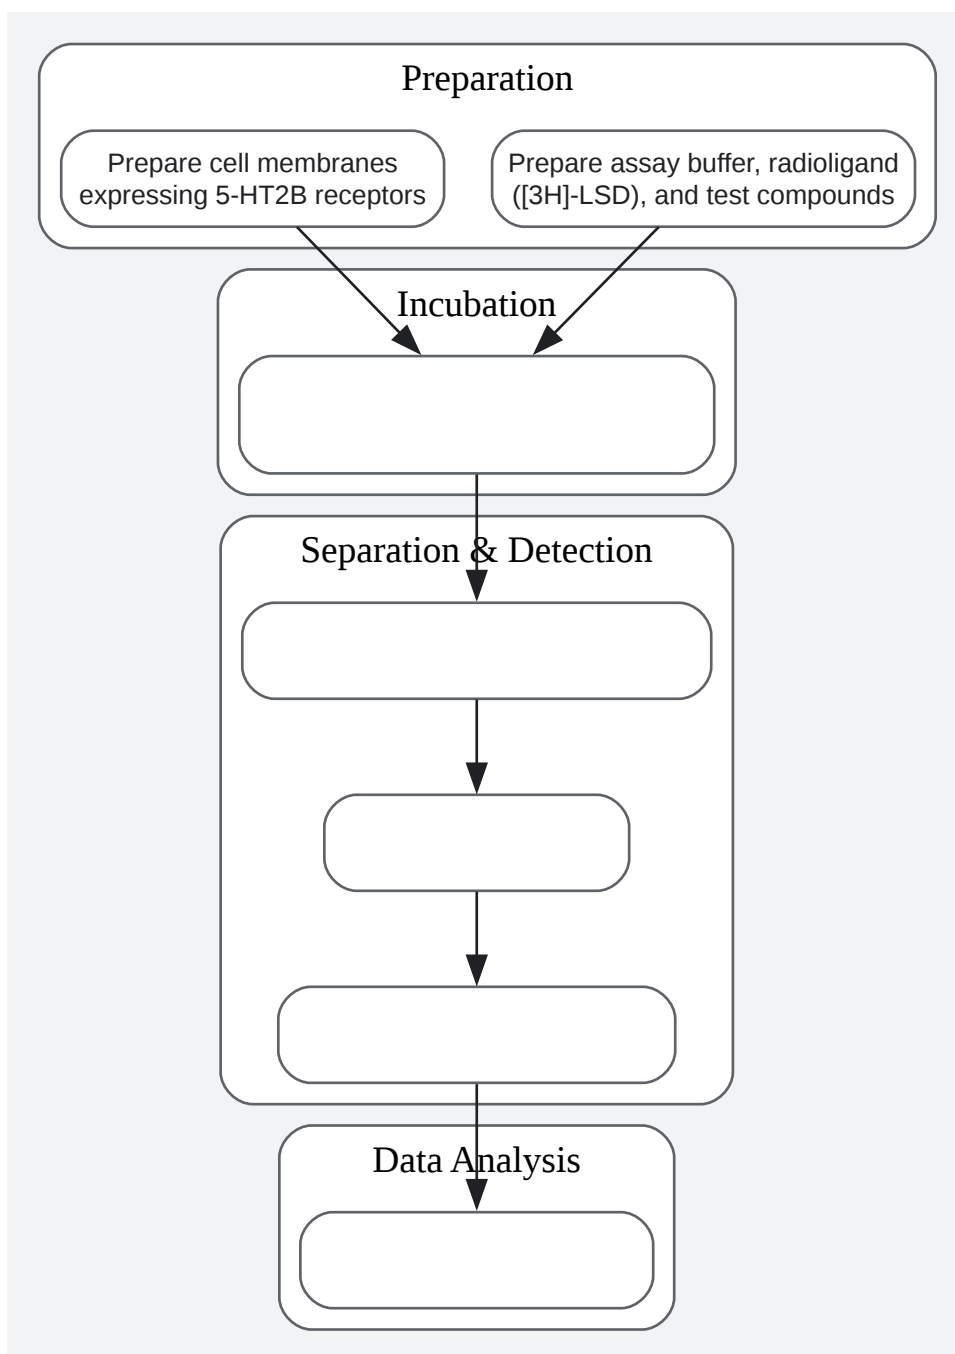 Preparation
Prepare cell membranes
expressing 5-HT2B receptors
Prepare assay buffer, radioligand
([3H]-LSD), and test compounds
Incubation
Separation & Detection
Data Analysis